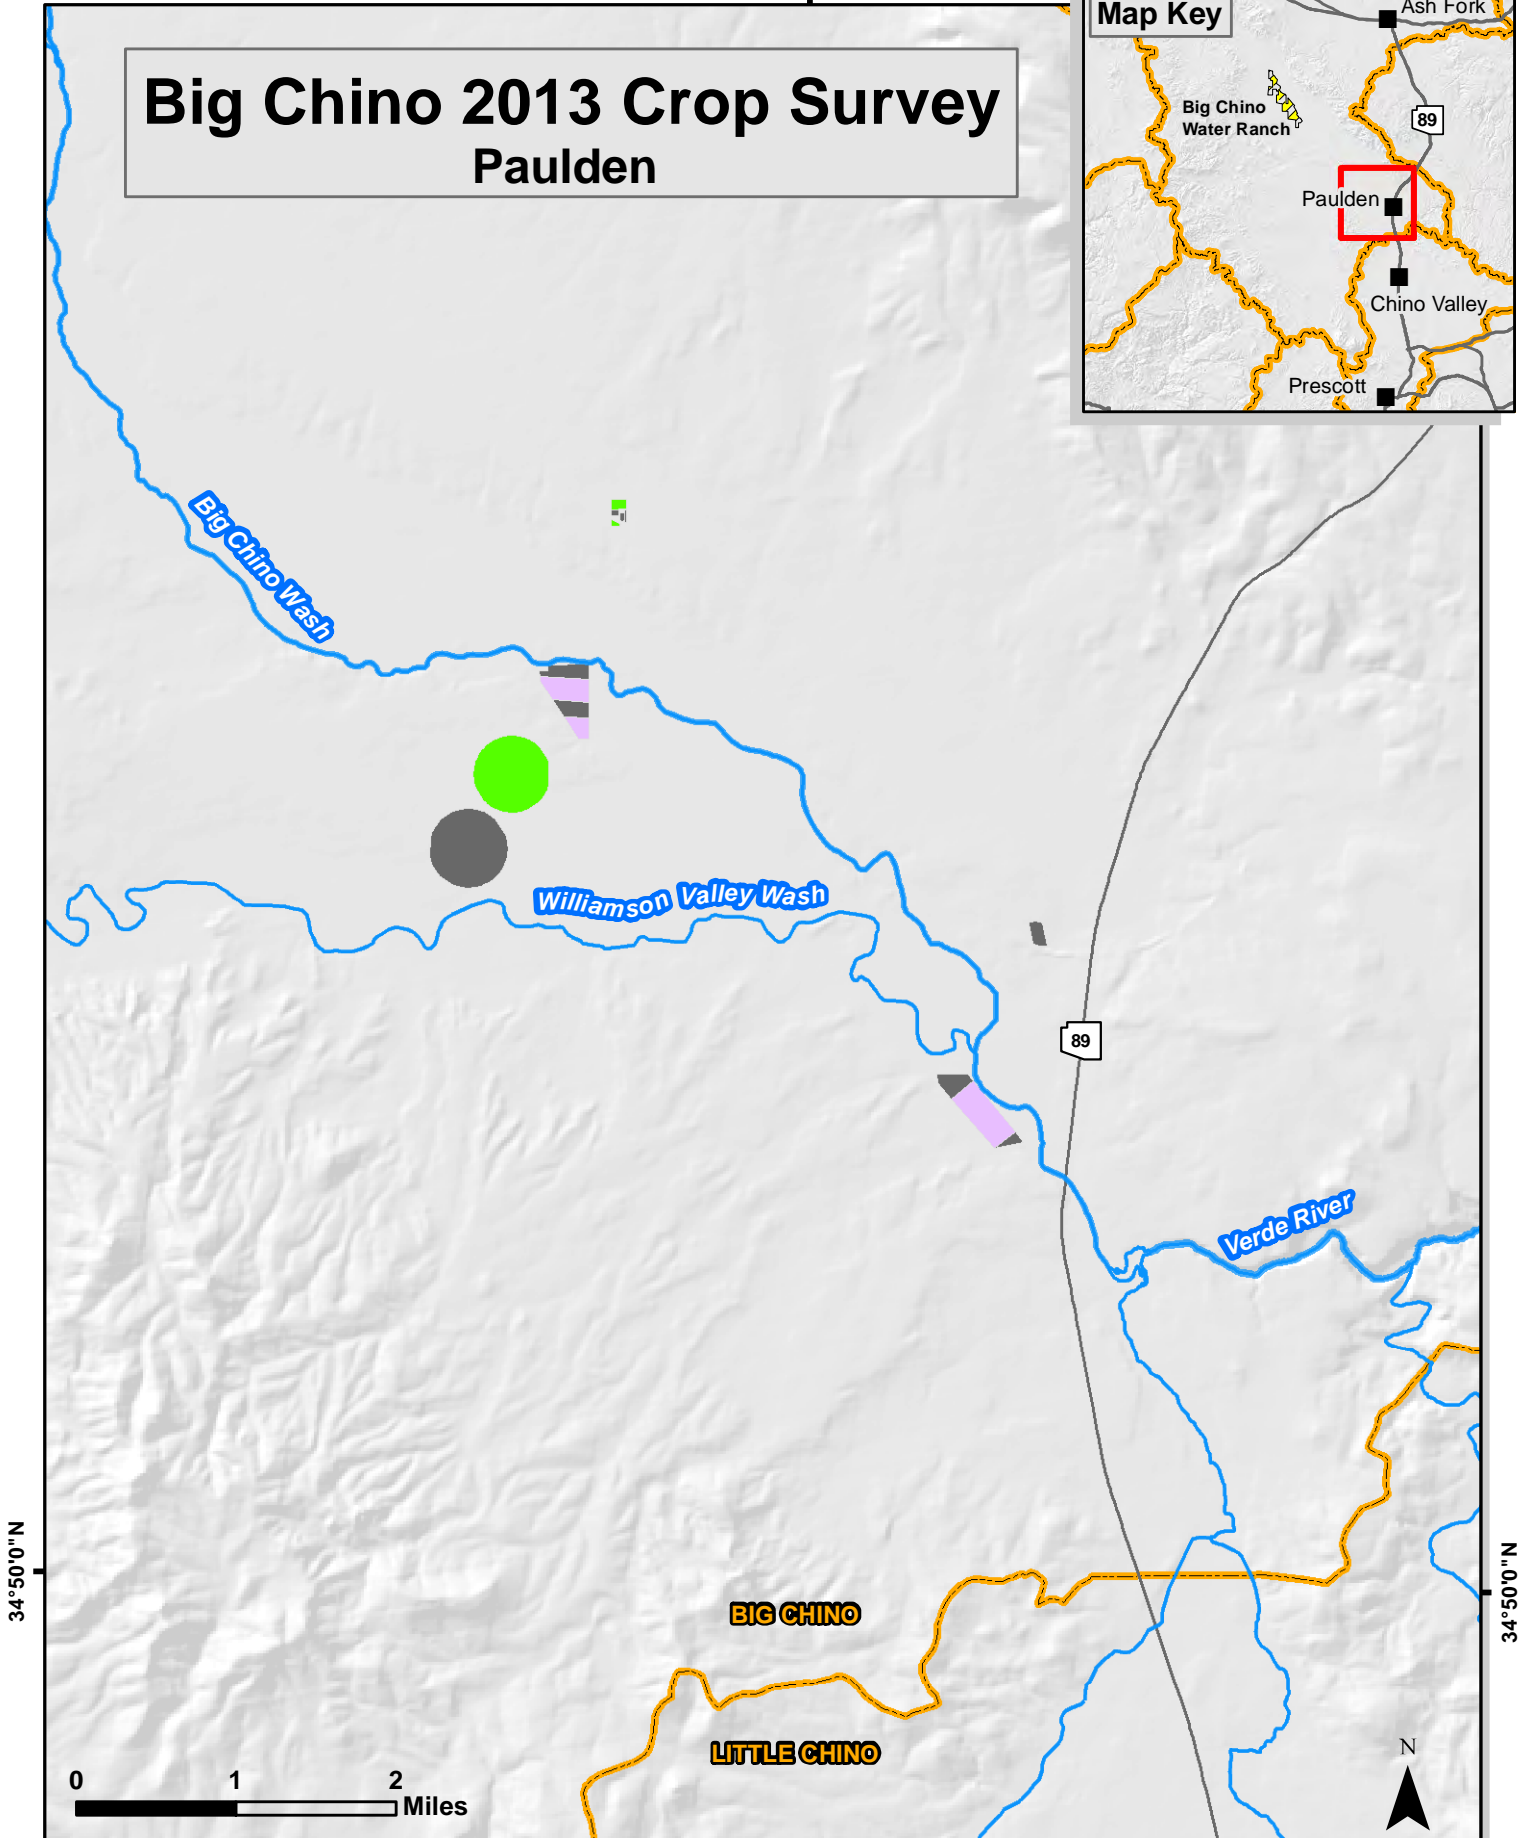 Big Chino 2013 Crop Survey
Paulden
Map Key
Ash Fork
Big Chino
Water Ranch
89
Paulden
Chino Valley
Prescott
Big Chino Wash
Williamson Valley Wash
89
Verde River
34°50'0"N
34°50'0"N
BIG CHINO
LITTLE CHINO
N
0 1 2
Miles